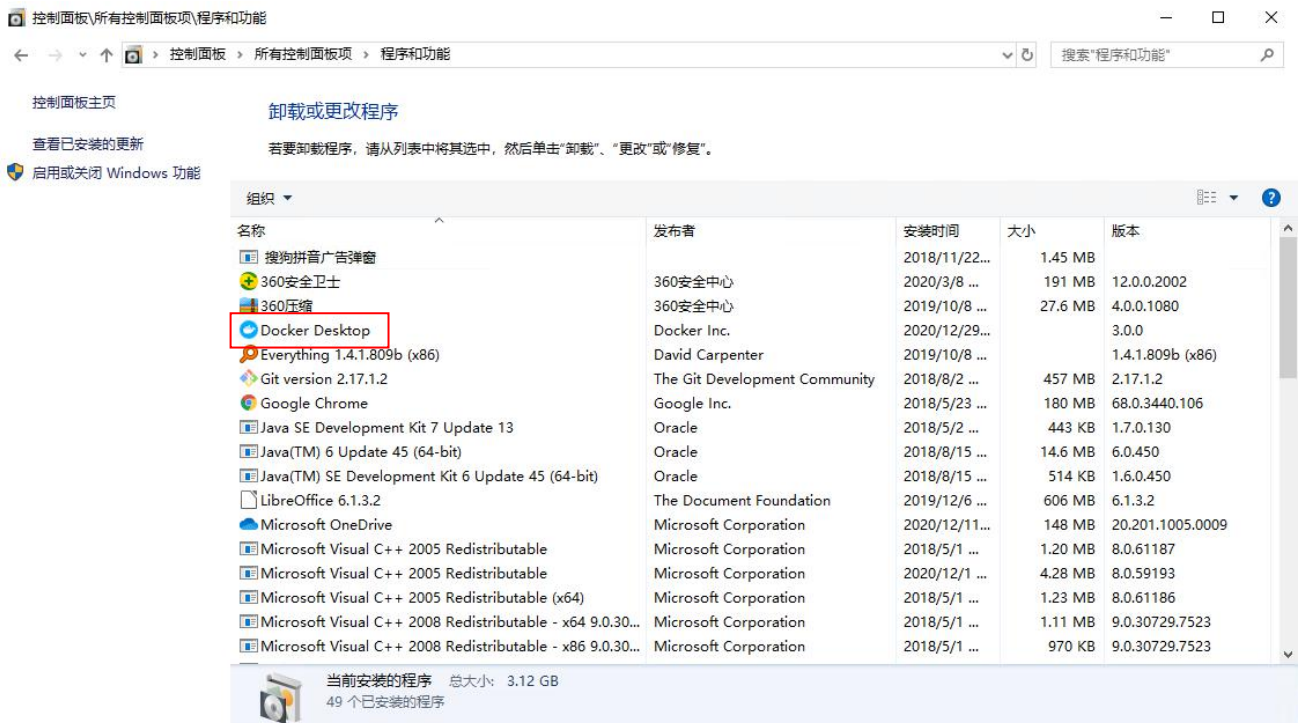 控制面板\所有控制面板项\程序和功能
控制面板 › 所有控制面板项 › 程序和功能
搜索"程序和功能"
控制面板主页
查看已安装的更新
启用或关闭 Windows 功能
卸载或更改程序
若要卸载程序，请从列表中将其选中，然后单击“卸载”、“更改”或“修复”。
组织
名称 发布者 安装时间 大小 版本
搜狗拼音广告弹窗 2018/11/22... 1.45 MB
360安全卫士 360安全中心 2020/3/8 ... 191 MB 12.0.0.2002
360压缩 360安全中心 2019/10/8 ... 27.6 MB 4.0.0.1080
Docker Desktop Docker Inc. 2020/12/29... 3.0.0
Everything 1.4.1.809b (x86) David Carpenter 2019/10/8 ... 1.4.1.809b (x86)
Git version 2.17.1.2 The Git Development Community 2018/8/2 ... 457 MB 2.17.1.2
Google Chrome Google Inc. 2018/5/23 ... 180 MB 68.0.3440.106
Java SE Development Kit 7 Update 13 Oracle 2018/5/2 ... 443 KB 1.7.0.130
Java(TM) 6 Update 45 (64-bit) Oracle 2018/8/15 ... 14.6 MB 6.0.450
Java(TM) SE Development Kit 6 Update 45 (64-bit) Oracle 2018/8/15 ... 514 KB 1.6.0.450
LibreOffice 6.1.3.2 The Document Foundation 2019/12/6 ... 606 MB 6.1.3.2
Microsoft OneDrive Microsoft Corporation 2020/12/11... 148 MB 20.201.1005.0009
Microsoft Visual C++ 2005 Redistributable Microsoft Corporation 2018/5/1 ... 1.20 MB 8.0.61187
Microsoft Visual C++ 2005 Redistributable Microsoft Corporation 2020/12/1 ... 4.28 MB 8.0.59193
Microsoft Visual C++ 2005 Redistributable (x64) Microsoft Corporation 2018/5/1 ... 1.23 MB 8.0.61186
Microsoft Visual C++ 2008 Redistributable - x64 9.0.30... Microsoft Corporation 2018/5/1 ... 1.11 MB 9.0.30729.7523
Microsoft Visual C++ 2008 Redistributable - x86 9.0.30... Microsoft Corporation 2018/5/1 ... 970 KB 9.0.30729.7523
当前安装的程序 总大小: 3.12 GB
49 个已安装的程序